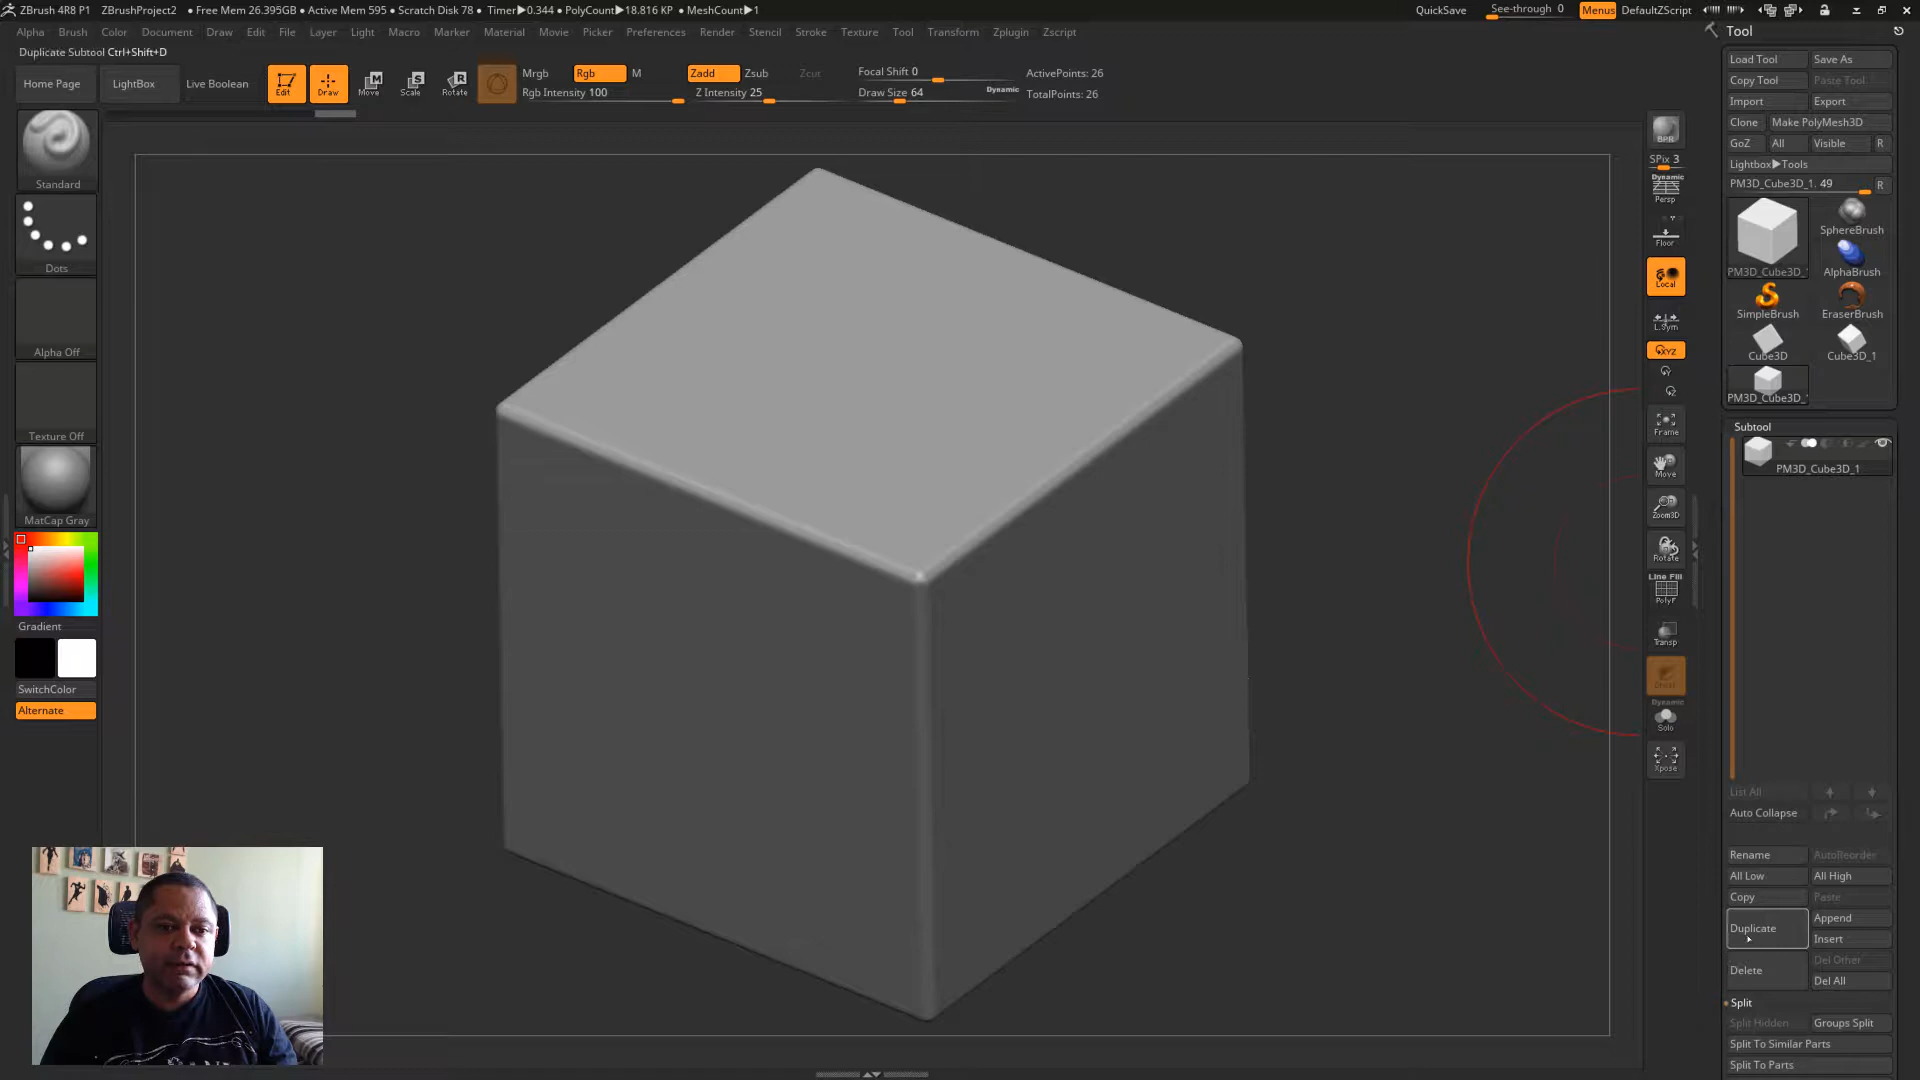 ZBrush 4R8 P1 ZBrushProject2 • Free Mem 26.395GB • Active Mem 595 • Scratch Disk 78 • Timer▶0.344 • PolyCount▶18.816 KP • MeshCount▶1 QuickSave See-through 0 Menus DefaultZScript
Alpha Brush Color Document Draw Edit File Layer Light Macro Marker Material Movie Picker Preferences Render Stencil Stroke Texture Tool Transform Zplugin Zscript
Duplicate Subtool Ctrl+Shift+D
Home Page LightBox Live Boolean Edit Draw Move Scale Rotate
Mrgb Rgb M Zadd Zsub Zcut Focal Shift 0 ActivePoints: 26
Rgb Intensity 100 Z Intensity 25 Draw Size 64 Dynamic TotalPoints: 26
Standard
Dots
Alpha Off
Texture Off
MatCap Gray
Gradient
SwitchColor
Alternate
BPR
SPix 3
Dynamic
Persp
Floor
Local
L.Sym
XYZ
Frame
Move
Zoom3D
Rotate
Line Fill
PolyF
Transp
Dynamic
Solo
Xpose
Tool
Load Tool Save As
Copy Tool Paste Tool
Import Export
Clone Make PolyMesh3D
GoZ All Visible R
Lightbox▶Tools
PM3D_Cube3D_1. 49 R
SphereBrush
PM3D_Cube3D_ AlphaBrush
SimpleBrush EraserBrush
Cube3D Cube3D_1
PM3D_Cube3D_
Subtool
PM3D_Cube3D_1
List All
Auto Collapse
Rename AutoReorder
All Low All High
Copy Paste
Duplicate Append
Insert
Delete Del Other
Del All
Split
Split Hidden Groups Split
Split To Similar Parts
Split To Parts